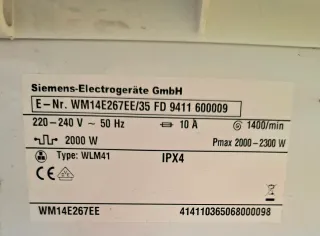 Siemens-Electrogeräte GmbH
E-Nr. WM14E267EE/35 FD 9411 600009
220-240 V ~ 50 Hz 10 A 1400/min
2000 W Pmax 2000-2300 W
Type: WLM41 IPX4
CE
WM14E267EE 414110365068000098